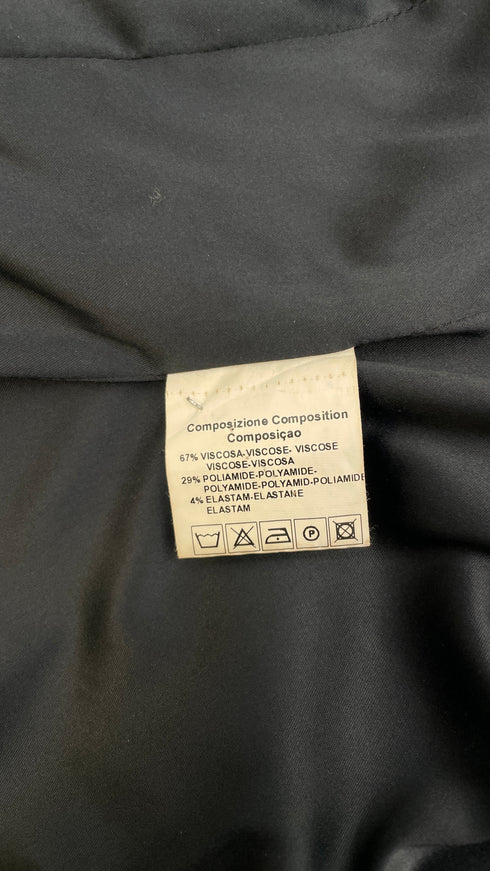 Composizione Composition
Composiçao
67% VISCOSA-VISCOSE- VISCOSE
VISCOSE-VISCOSA
29% POLIAMIDE-POLYAMIDE-
POLYAMIDE-POLYAMID-POLIAMIDE
4% ELASTAM-ELASTANE
ELASTAM
P